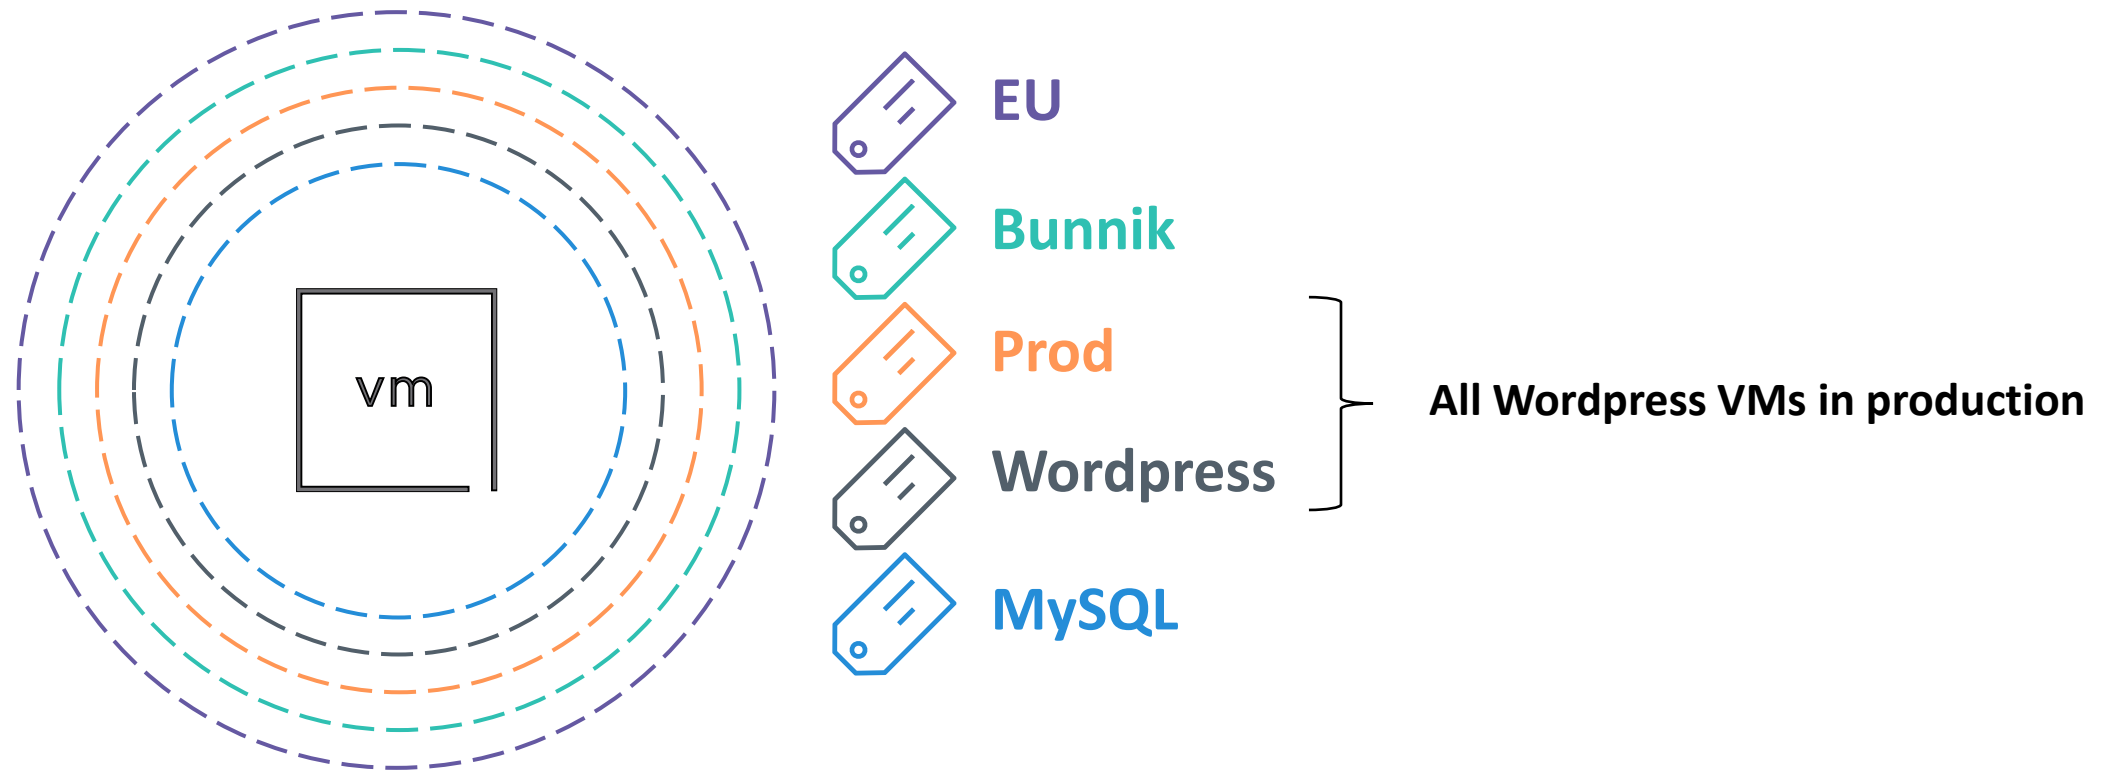 vm
EU
Bunnik
Prod
Wordpress
MySQL
All Wordpress VMs in production